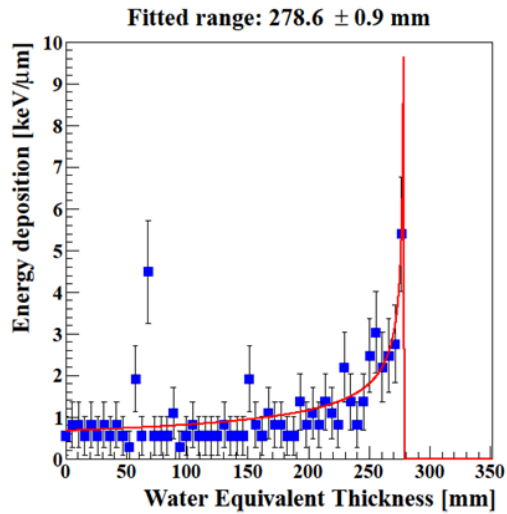 Fitted range: 278.6 ± 0.9 mm
Energy deposition [keV/μm]
10
9
8
7
6
5
4
3
2
1
0
0 50 100 150 200 250 300 350
Water Equivalent Thickness [mm]